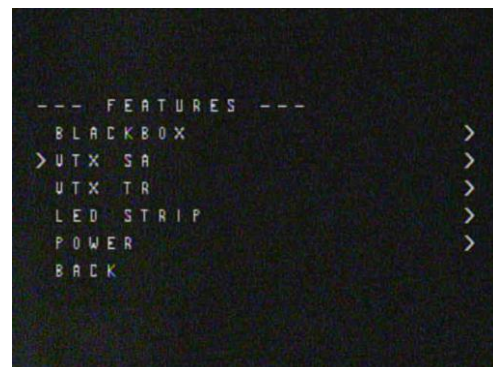 --- FEATURES ---
BLACKBOX >
>VTX SA >
VTX TR >
LED STRIP >
POWER >
BACK